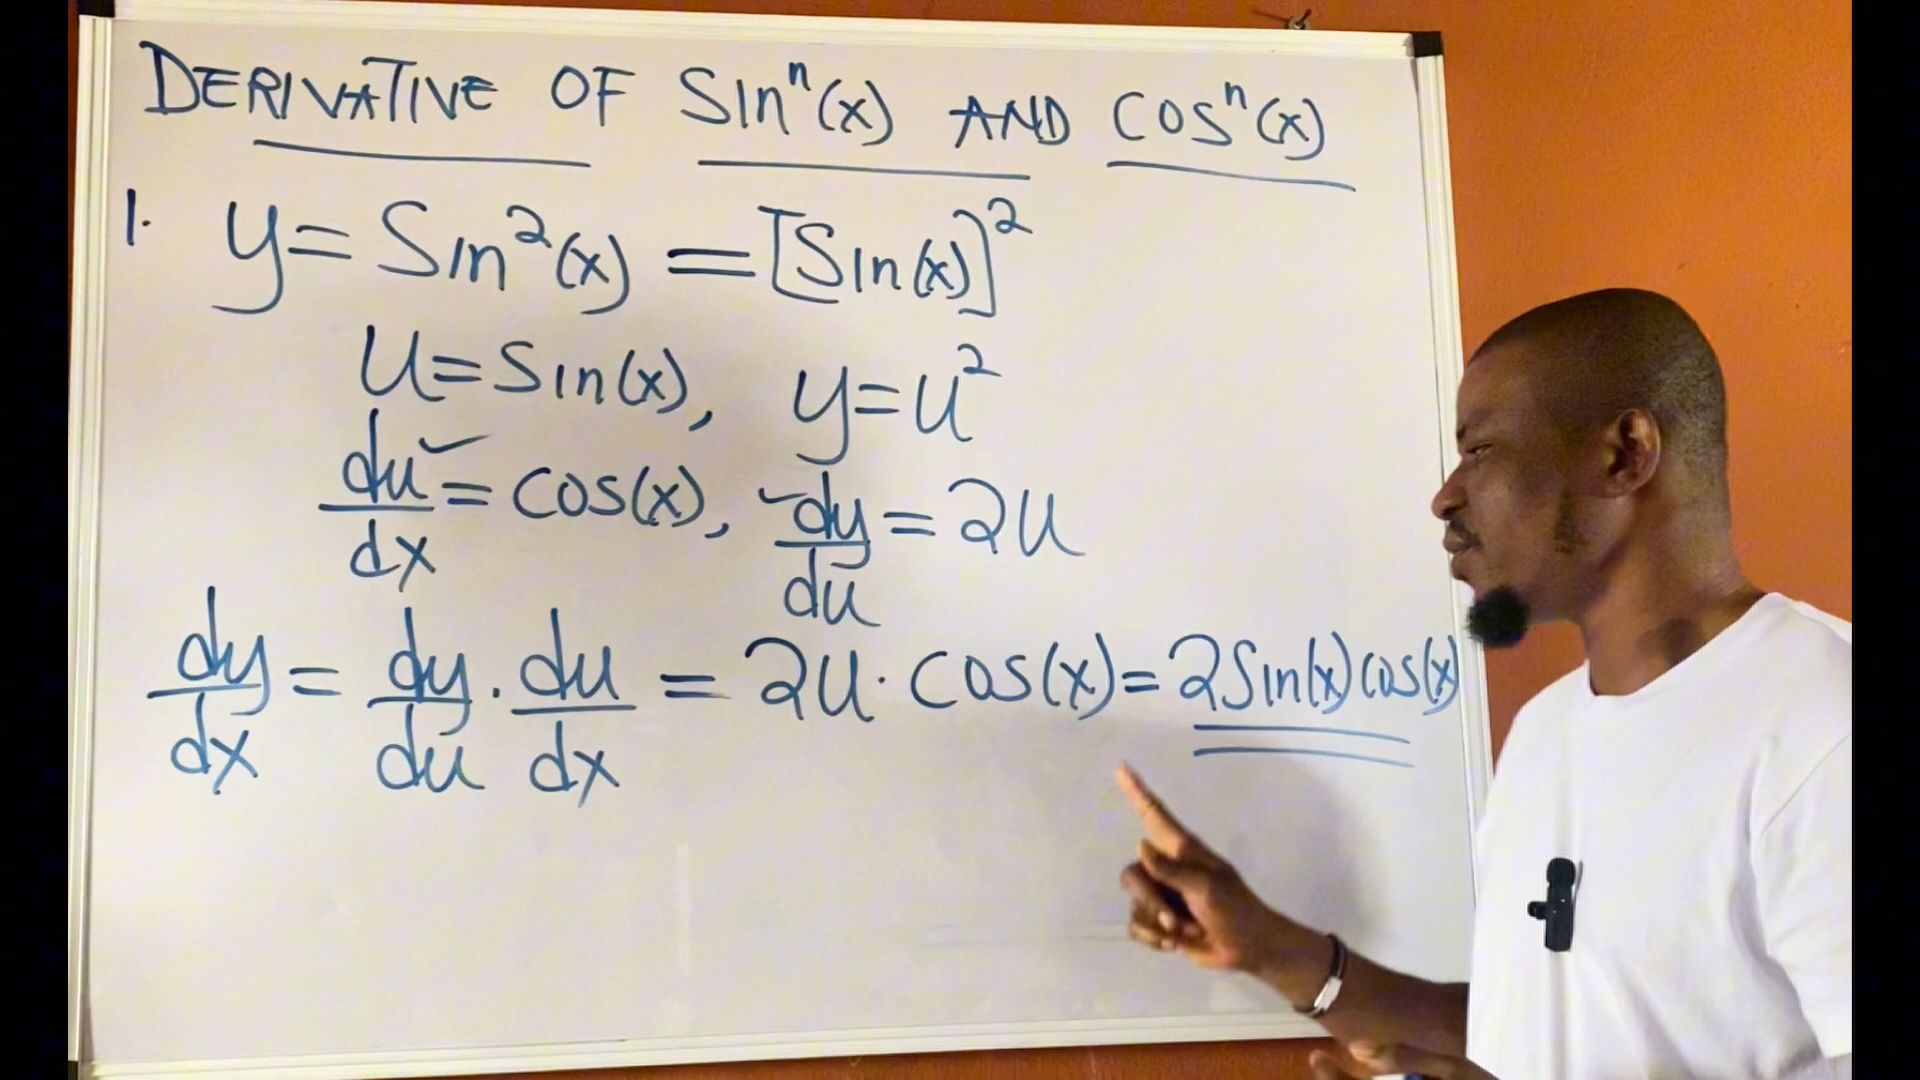 DERIVATIVE OF Sinⁿ(x) AND COSⁿ(x)
1. y = Sin²(x) = [Sin(x)]²
U = Sin(x), y = u²
du/dx = cos(x), dy/du = 2u
dy/dx = dy/du · du/dx = 2u · cos(x) = 2Sin(x)cos(x)